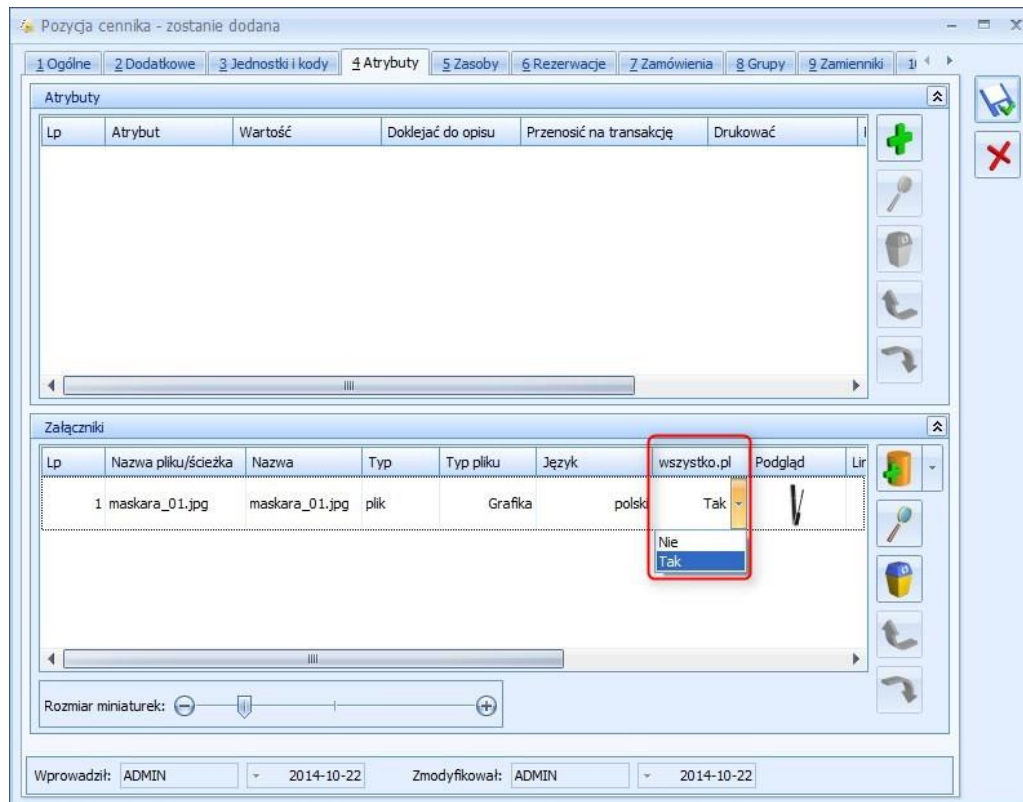 Pozycja cennika - zostanie dodana
1 Ogólne 2 Dodatkowe 3 Jednostki i kody 4 Atrybuty 5 Zasoby 6 Rezerwacje 7 Zamówienia 8 Grupy 9 Zamienniki
Atrybuty
Lp Atrybut Wartość Doklejać do opisu Przenosić na transakcję Drukować
Załączniki
Lp Nazwa pliku/ścieżka Nazwa Typ Typ pliku Język wszystko.pl Podgląd
1 maskara_01.jpg maskara_01.jpg plik Grafika polski Tak
Nie
Tak
Rozmiar miniaturek:
Wprowadził: ADMIN 2014-10-22 Zmodyfikował: ADMIN 2014-10-22